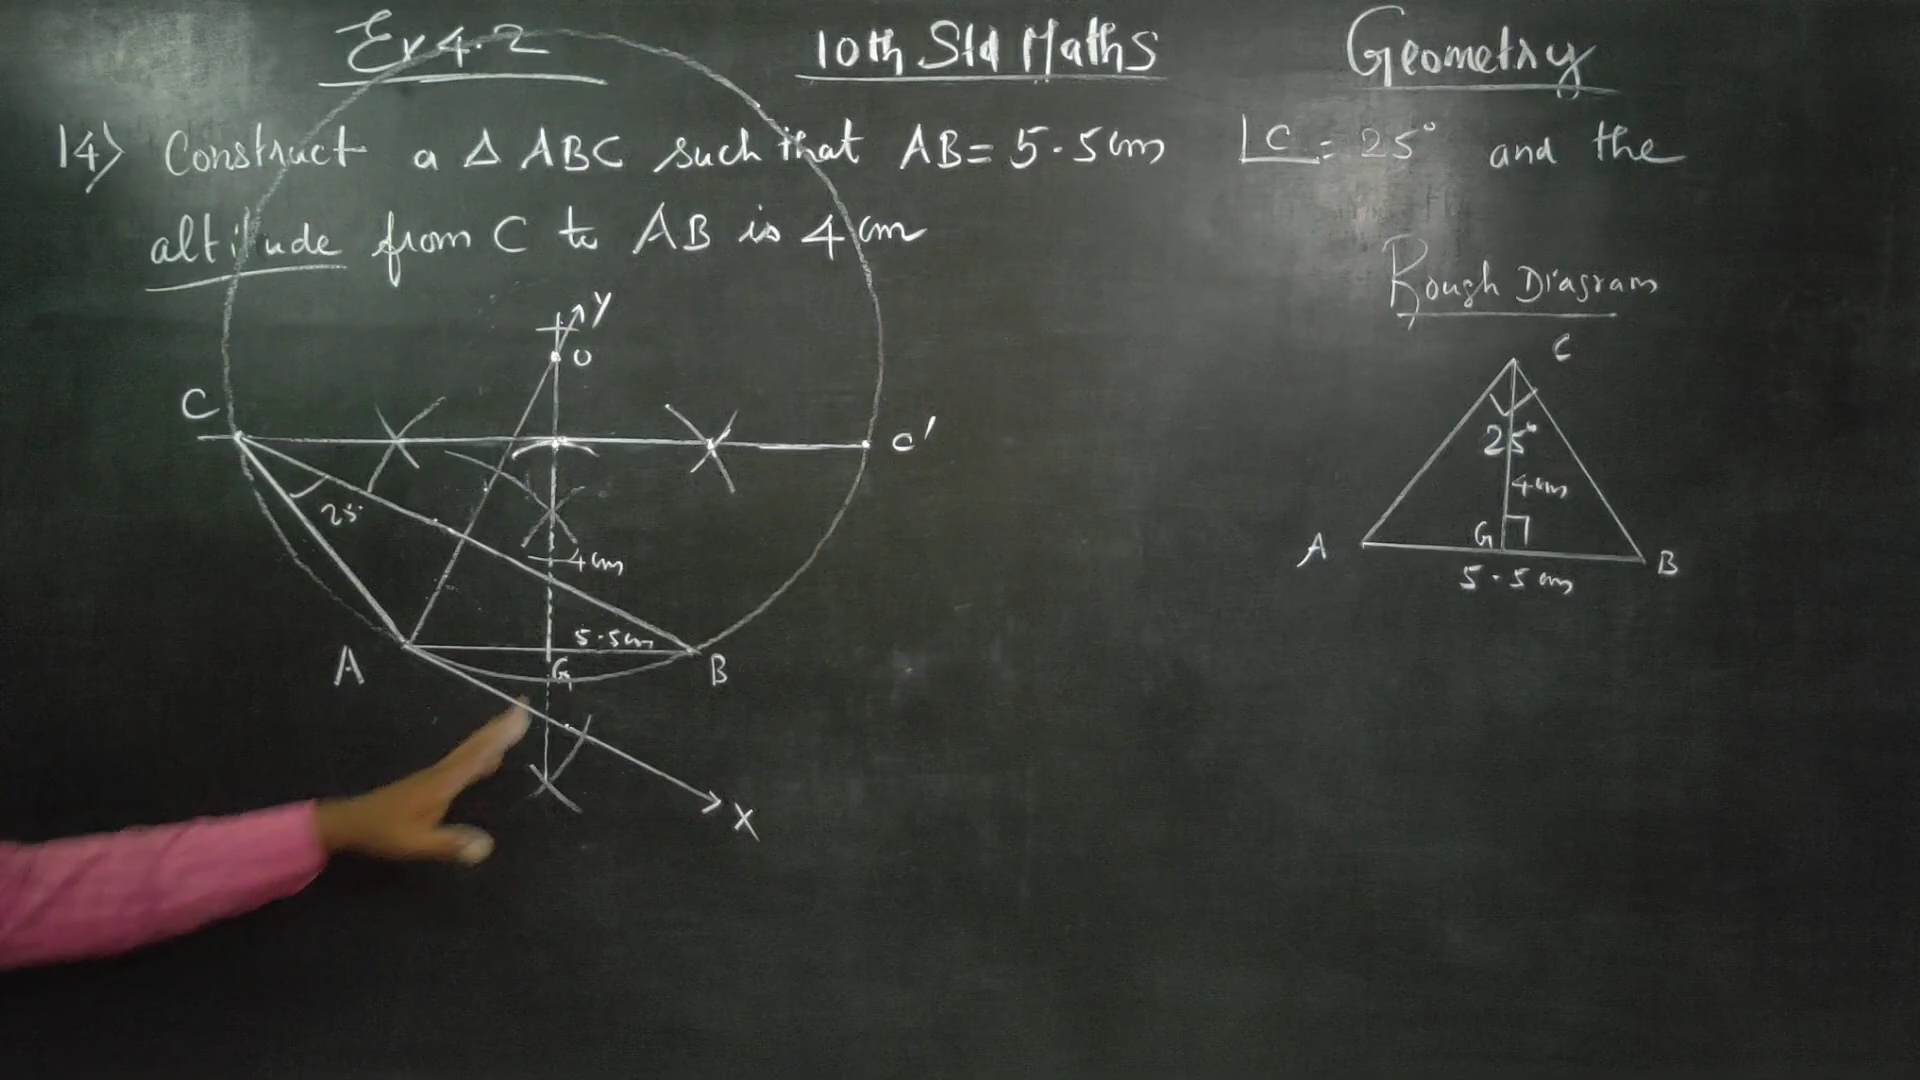 Ex 4.2
10th Std Maths
Geometry
14) Construct a Δ ABC such that AB = 5.5cm ∠C = 25° and the
altitude from C to AB is 4cm
Rough Diagram
Y
O
C
C'
25°
4cm
5.5cm
A
G
B
X
C
25°
4cm
G
A
B
5.5cm